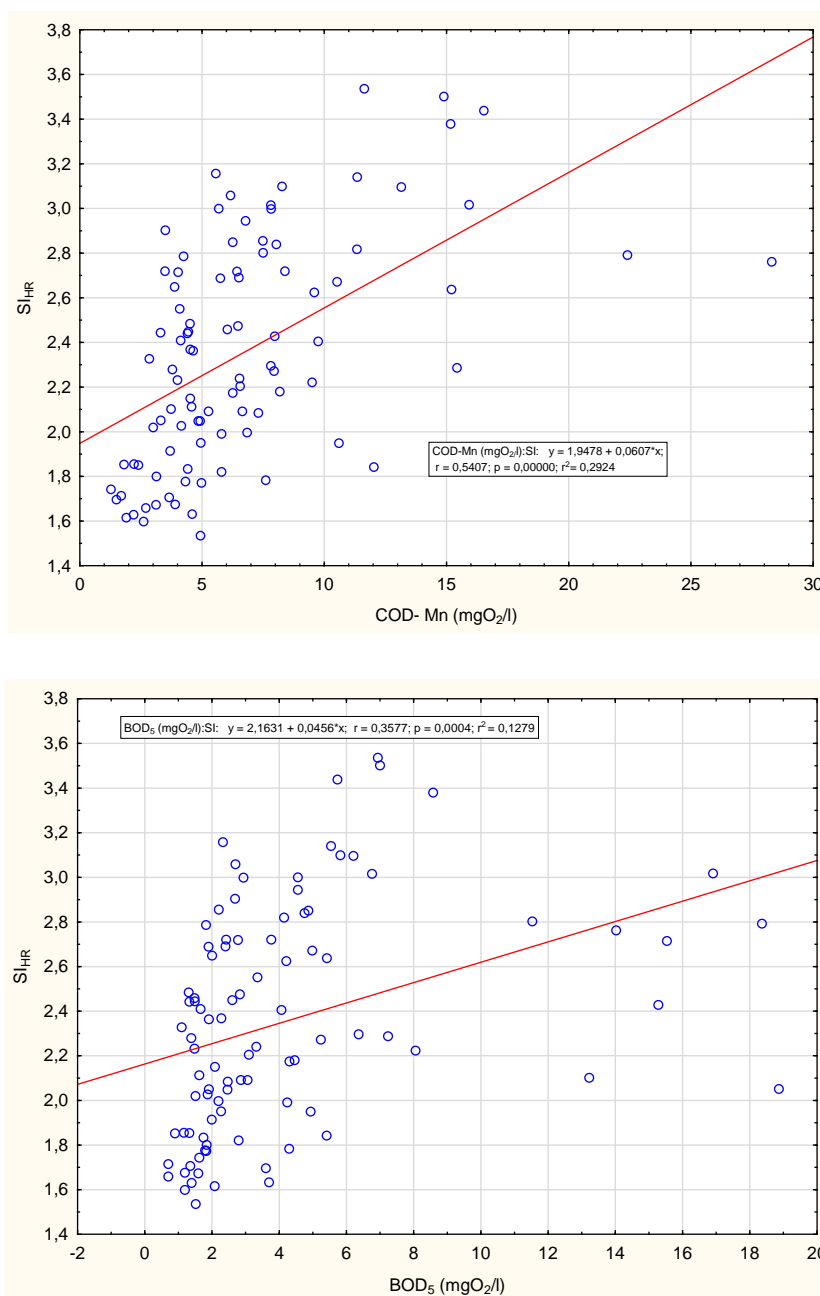 3,8
3,6
3,4
3,2
3,0
2,8
2,6
2,4
2,2
2,0
1,8
1,6
1,4
SI_HR
COD-Mn (mgO₂/l):SI: y = 1,9478 + 0,0607*x;
r = 0,5407; p = 0,00000; r² = 0,2924
0 5 10 15 20 25 30
COD- Mn (mgO₂/l)
3,8
BOD₅ (mgO₂/l):SI: y = 2,1631 + 0,0456*x; r = 0,3577; p = 0,0004; r² = 0,1279
3,6
3,4
3,2
3,0
2,8
2,6
2,4
2,2
2,0
1,8
1,6
1,4
SI_HR
-2 0 2 4 6 8 10 12 14 16 18 20
BOD₅ (mgO₂/l)